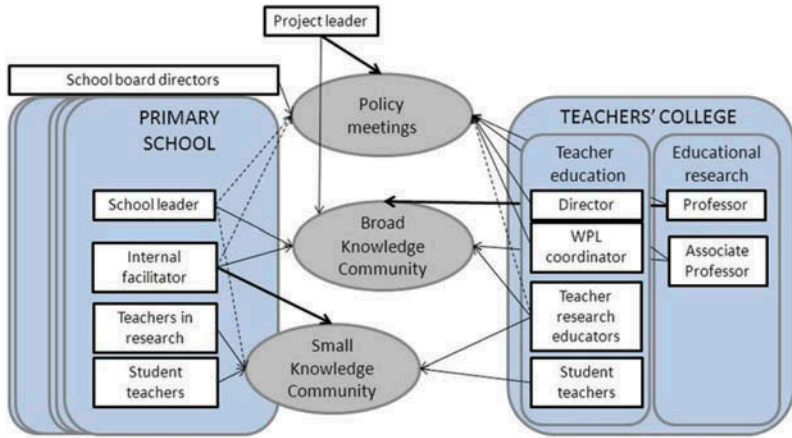 Project leader
School board directors
Policy
meetings
PRIMARY
SCHOOL
School leader
Internal
facilitator
Teachers in
research
Student
teachers
Broad
Knowledge
Community
Small
Knowledge
Community
TEACHERS' COLLEGE
Teacher
education
Director
WPL
coordinator
Teacher
research
educators
Student
teachers
Educational
research
Professor
Associate
Professor